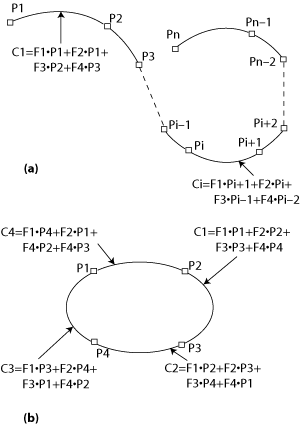 P1
P2
C1=F1•P1+F2•P1+
F3•P2+F4•P3
P3
Pn
Pn–1
Pn–2
Pi–1
Pi
Pi+1
Pi+2
(a)
Ci=F1•Pi+1+F2•Pi+
F3•Pi–1+F4•Pi–2
C4=F1•P4+F2•P1+
F4•P2+F4•P3
C1=F1•P1+F2•P2+
F3•P3+F4•P4
P1
P2
P4
P3
C3=F1•P3+F2•P4+
F3•P1+F4•P2
C2=F1•P2+F2•P3+
F3•P4+F4•P1
(b)